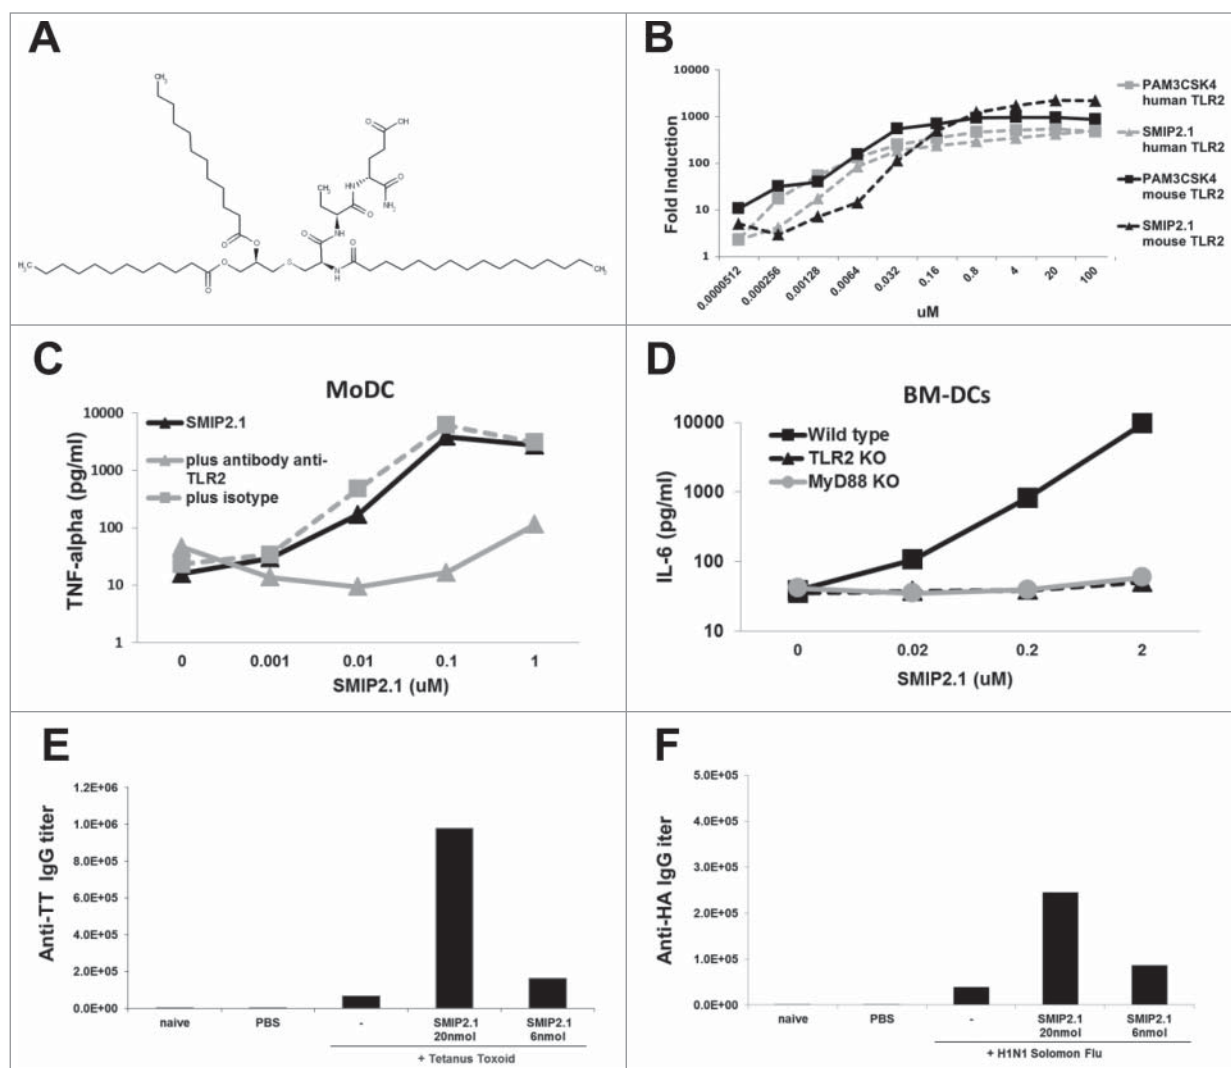 A
CH₃
OH
O
O
CH₃
HN
O
O
NH₂
O
O
NH
O
O
H₃C
O
O
S
N
H
CH₃
B
10000
1000
100
10
1
Fold Induction
0.0000512
0.000256
0.00128
0.0064
0.032
0.16
0.8
4
20
100
uM
PAM3CSK4
human TLR2
SMIP2.1
human TLR2
PAM3CSK4
mouse TLR2
SMIP2.1
mouse TLR2
C
MoDC
10000
1000
100
10
1
TNF-alpha (pg/ml)
SMIP2.1
plus antibody anti-
TLR2
plus isotype
0 0.001 0.01 0.1 1
SMIP2.1 (uM)
D
BM-DCs
10000
1000
100
10
IL-6 (pg/ml)
Wild type
TLR2 KO
MyD88 KO
0 0.02 0.2 2
SMIP2.1 (uM)
E
1.2E+06
1.0E+06
8.0E+05
6.0E+05
4.0E+05
2.0E+05
0.0E+00
Anti-TT IgG titer
naive PBS - SMIP2.1 SMIP2.1
20nmol 6nmol
+ Tetanus Toxoid
F
5.0E+05
4.0E+05
3.0E+05
2.0E+05
1.0E+05
0.0E+00
Anti-HA IgG iter
naive PBS - SMIP2.1 SMIP2.1
20nmol 6nmol
+ H1N1 Solomon Flu